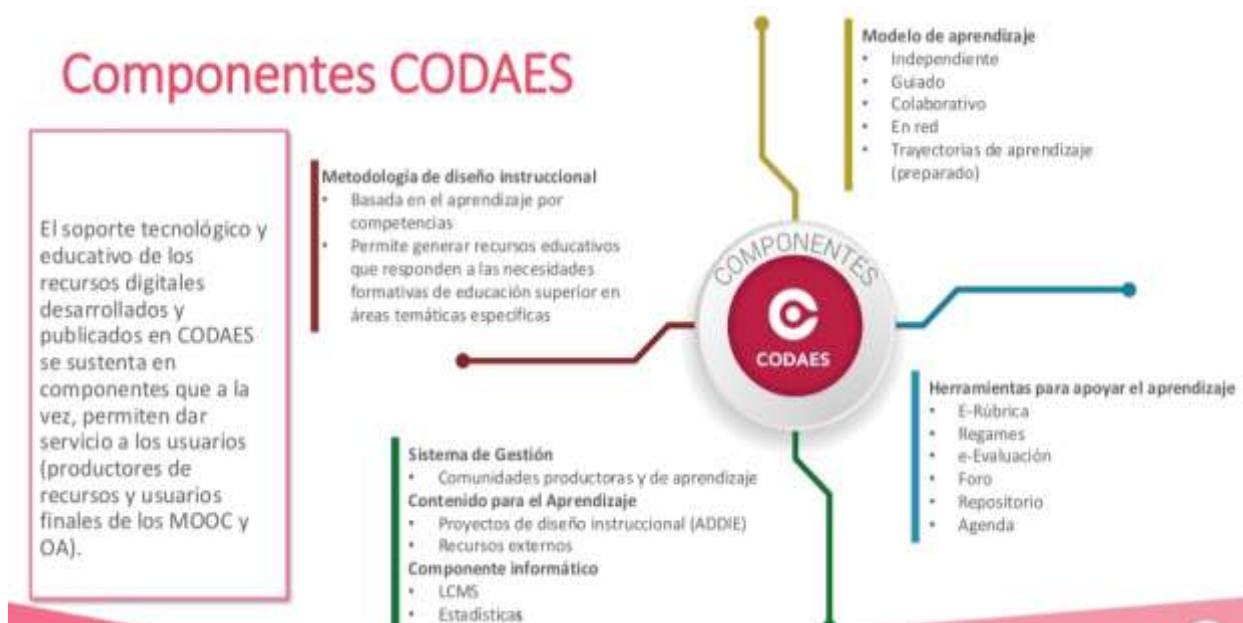 Componentes CODAES
El soporte tecnológico y
educativo de los
recursos digitales
desarrollados y
publicados en CODAES
se sustenta en
componentes que a la
vez, permiten dar
servicio a los usuarios
(productores de
recursos y usuarios
finales de los MOOC y
OA).
Metodología de diseño instruccional
• Basada en el aprendizaje por
competencias
• Permite generar recursos educativos
que responden a las necesidades
formativas de educación superior en
áreas temáticas específicas
Modelo de aprendizaje
• Independiente
• Guiado
• Colaborativo
• En red
• Trayectorias de aprendizaje
(preparado)
COMPONENTES
CODAES
Herramientas para apoyar el aprendizaje
• E-Rúbrica
• Regames
• e-Evaluación
• Foro
• Repositorio
• Agenda
Sistema de Gestión
• Comunidades productoras y de aprendizaje
Contenido para el Aprendizaje
• Proyectos de diseño instruccional (ADDIE)
• Recursos externos
Componente informático
• LCMS
• Estadísticas